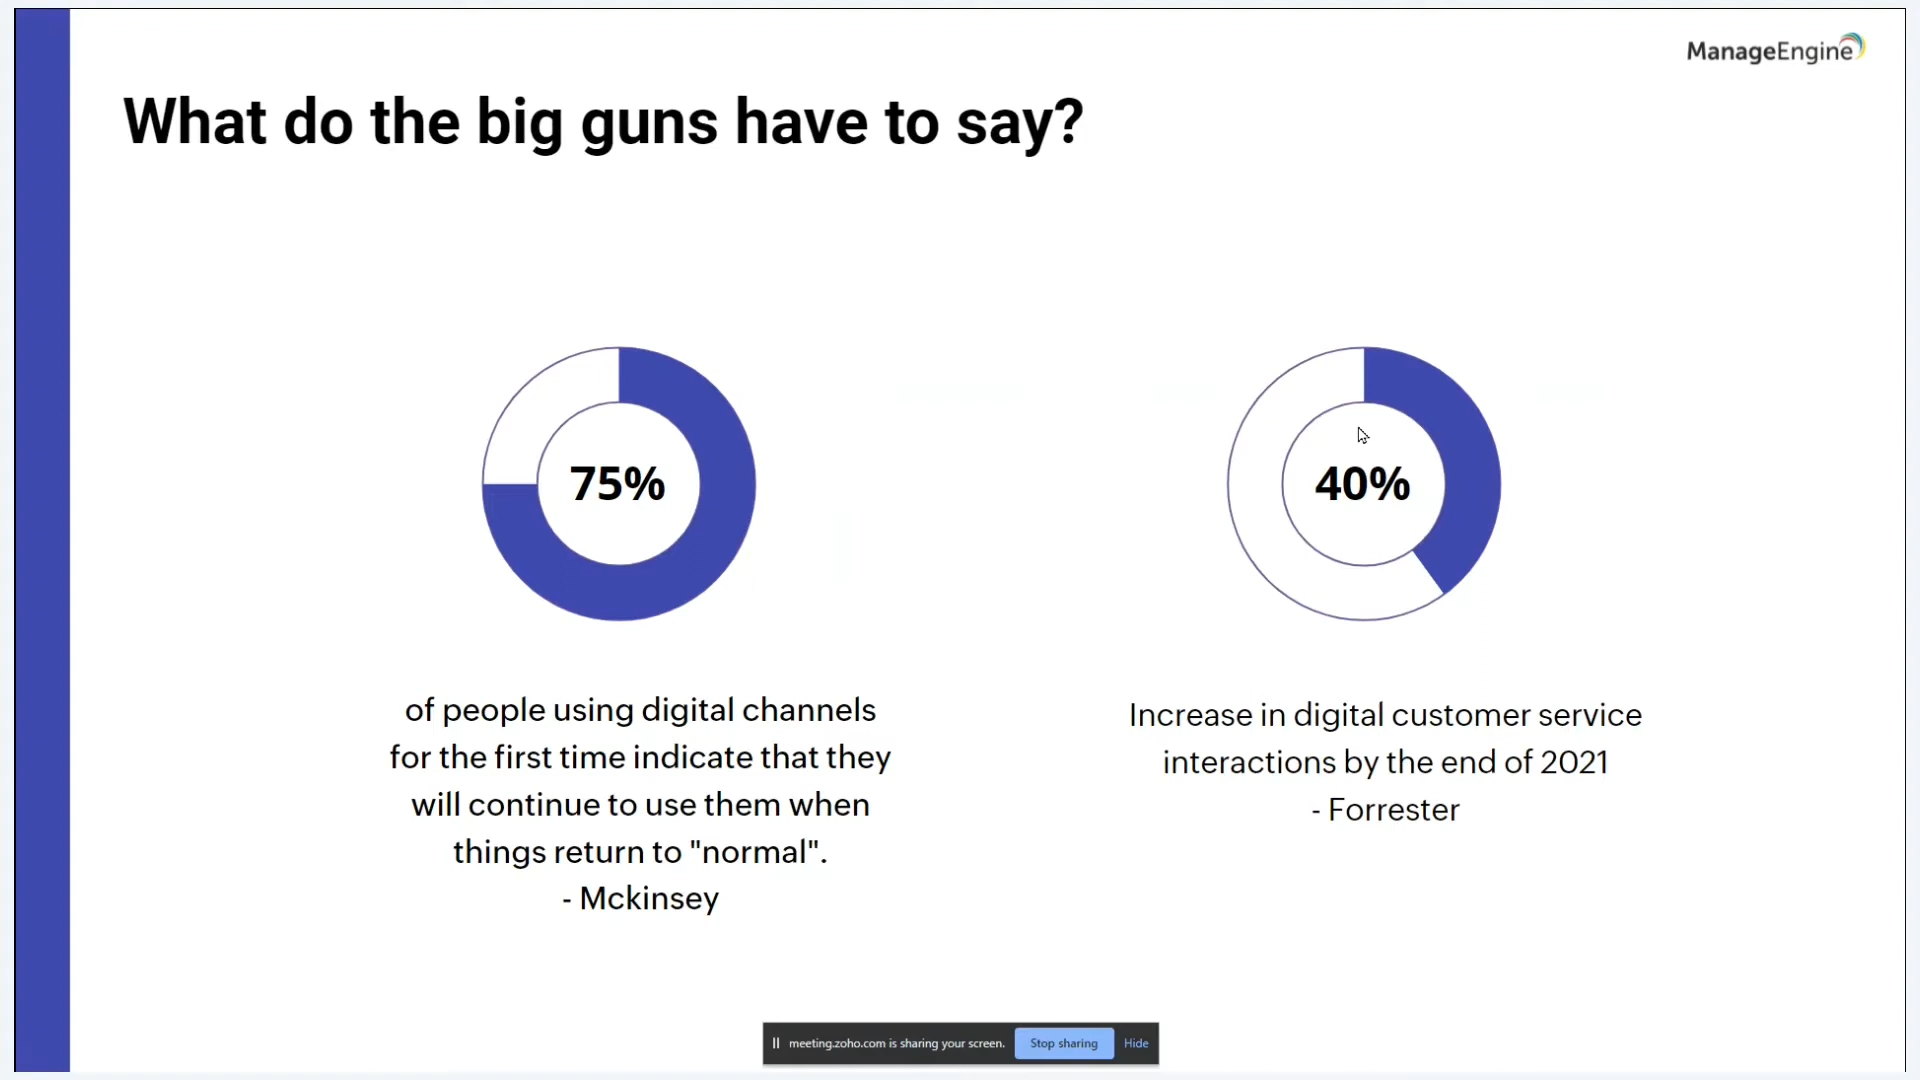 ManageEngine
What do the big guns have to say?
75%
of people using digital channels
for the first time indicate that they
will continue to use them when
things return to "normal".
- Mckinsey
40%
Increase in digital customer service
interactions by the end of 2021
- Forrester
meeting.zoho.com is sharing your screen. Stop sharing Hide